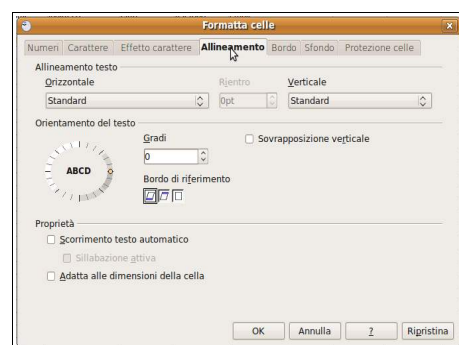 Formatta celle
Numeri Carattere Effetto carattere Allineamento Bordo Sfondo Protezione celle
Allineamento testo
Orizzontale Rientro Verticale
Standard 0pt Standard
Orientamento del testo
Gradi
0
Sovrapposizione verticale
ABCD
Bordo di riferimento
Proprietà
Scorrimento testo automatico
Sillabazione attiva
Adatta alle dimensioni della cella
OK Annulla ? Ripristina